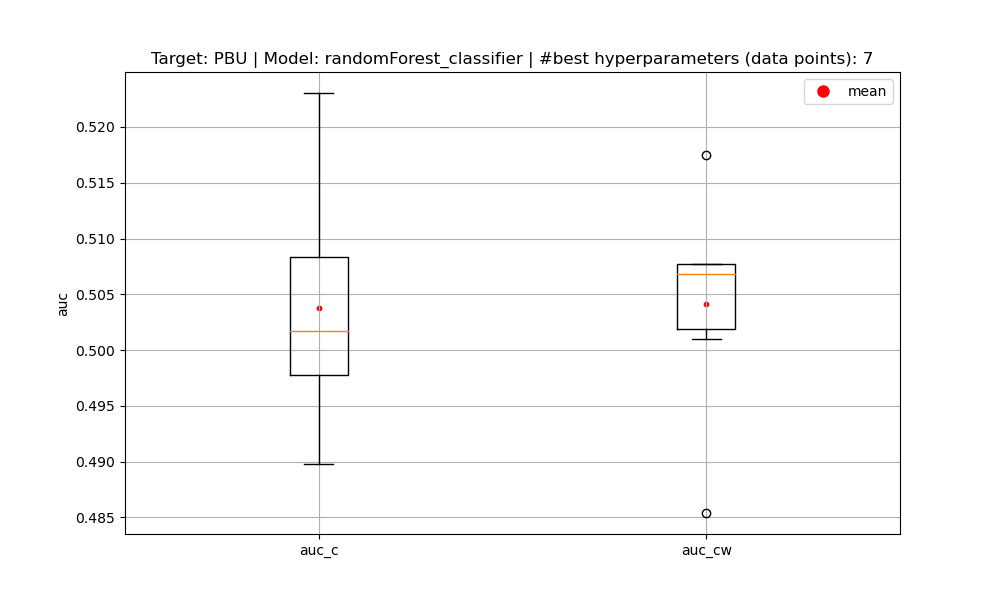 Target: PBU | Model: randomForest_classifier | #best hyperparameters (data points): 7
mean
0.520
0.515
0.510
0.505
0.500
0.495
0.490
0.485
auc
auc_c
auc_cw